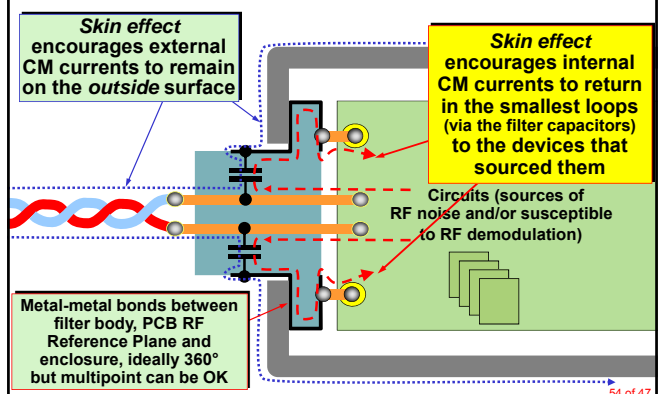 Skin effect
encourages external
CM currents to remain
on the outside surface
Skin effect
encourages internal
CM currents to return
in the smallest loops
(via the filter capacitors)
to the devices that
sourced them
Circuits (sources of
RF noise and/or susceptible
to RF demodulation)
Metal-metal bonds between
filter body, PCB RF
Reference Plane and
enclosure, ideally 360°
but multipoint can be OK
54 of 47